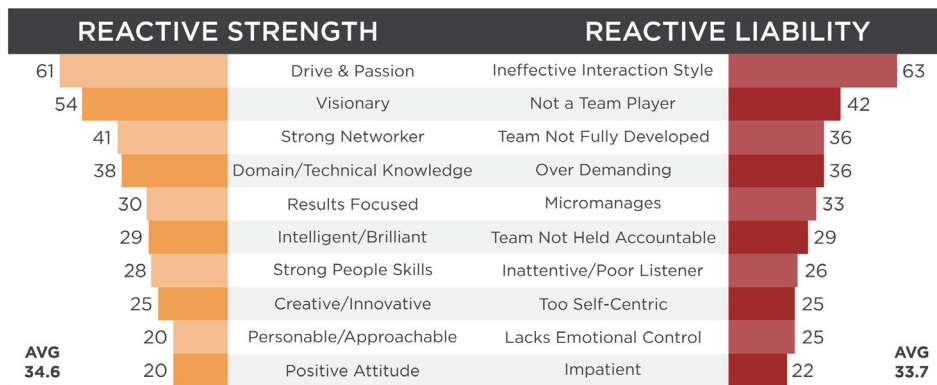 REACTIVE STRENGTH REACTIVE LIABILITY
61 Drive & Passion Ineffective Interaction Style 63
54 Visionary Not a Team Player 42
41 Strong Networker Team Not Fully Developed 36
38 Domain/Technical Knowledge Over Demanding 36
30 Results Focused Micromanages 33
29 Intelligent/Brilliant Team Not Held Accountable 29
28 Strong People Skills Inattentive/Poor Listener 26
25 Creative/Innovative Too Self-Centric 25
20 Personable/Approachable Lacks Emotional Control 25
AVG 34.6 20 Positive Attitude Impatient 22 AVG 33.7